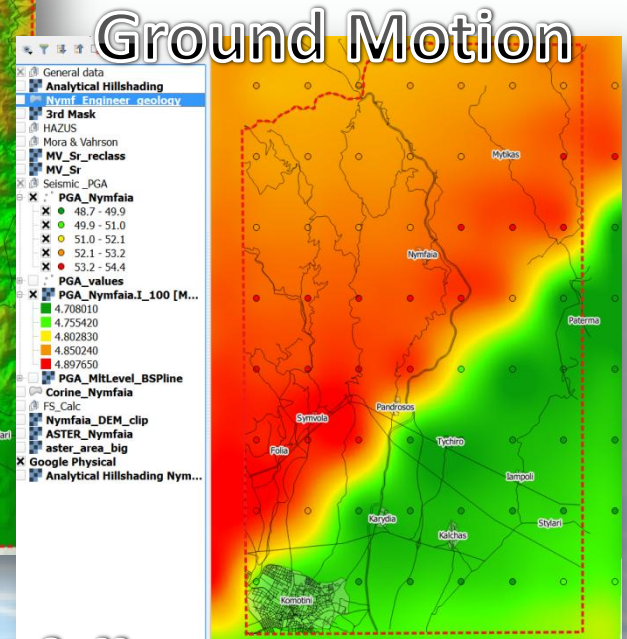 Ground Motion
General data
Analytical Hillshading
Nymf_Engineer_geology
3rd Mask
HAZUS
Mora & Vahrson
MV_Sr_reclass
MV_Sr
Seismic _PGA
PGA_Nymfaia
48.7 - 49.9
49.9 - 51.0
51.0 - 52.1
52.1 - 53.2
53.2 - 54.4
PGA_values
PGA_Nymfaia.I_100 [M...
4.708010
4.755420
4.802830
4.850240
4.897650
PGA_MltLevel_BSPline
Corine_Nymfaia
FS_Calc
Nymfaia_DEM_clip
ASTER_Nymfaia
aster_area_big
Google Physical
Analytical Hillshading Nym...
Mytikas
Nymfaia
Paterma
Pandrosos
Symvola
Tychiro
Folia
Iampoli
Karydia
Stylari
Kalchas
Komotini
ari